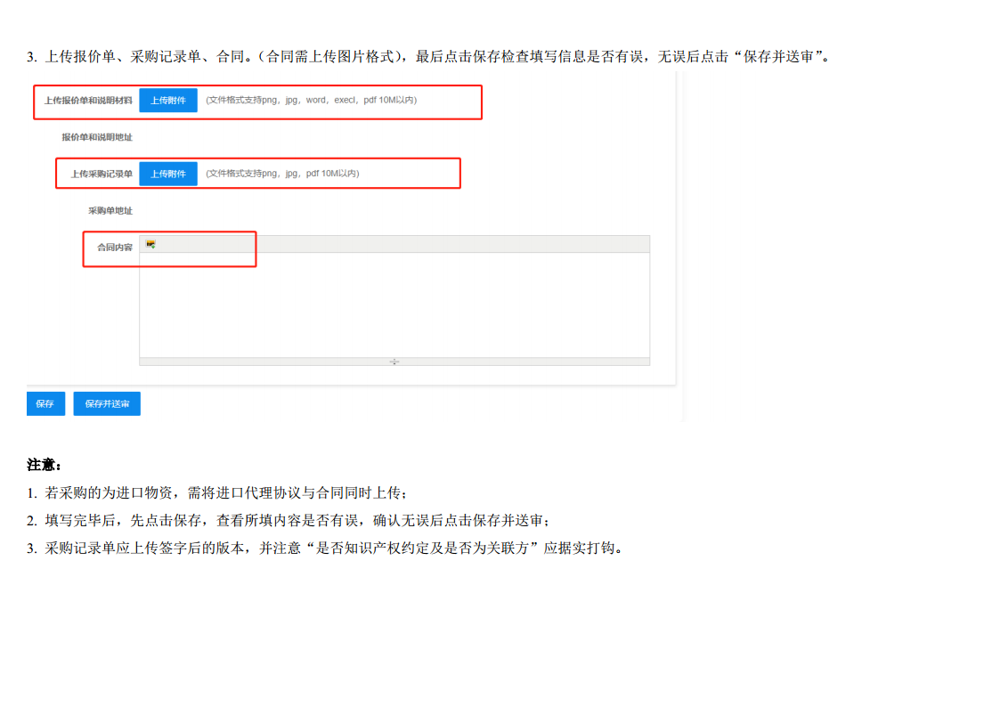 3. 上传报价单、采购记录单、合同。（合同需上传图片格式），最后点击保存检查填写信息是否有误，无误后点击“保存并送审”。
上传报价单和说明材料 上传附件 (文件格式支持png，jpg，word，execl，pdf 10M以内)
报价单和说明地址
上传采购记录单 上传附件 (文件格式支持png，jpg，pdf 10M以内)
采购单地址
合同内容
保存 保存并送审
注意：
1. 若采购的为进口物资，需将进口代理协议与合同同时上传；
2. 填写完毕后，先点击保存，查看所填内容是否有误，确认无误后点击保存并送审；
3. 采购记录单应上传签字后的版本，并注意“是否知识产权约定及是否为关联方”应据实打钩。